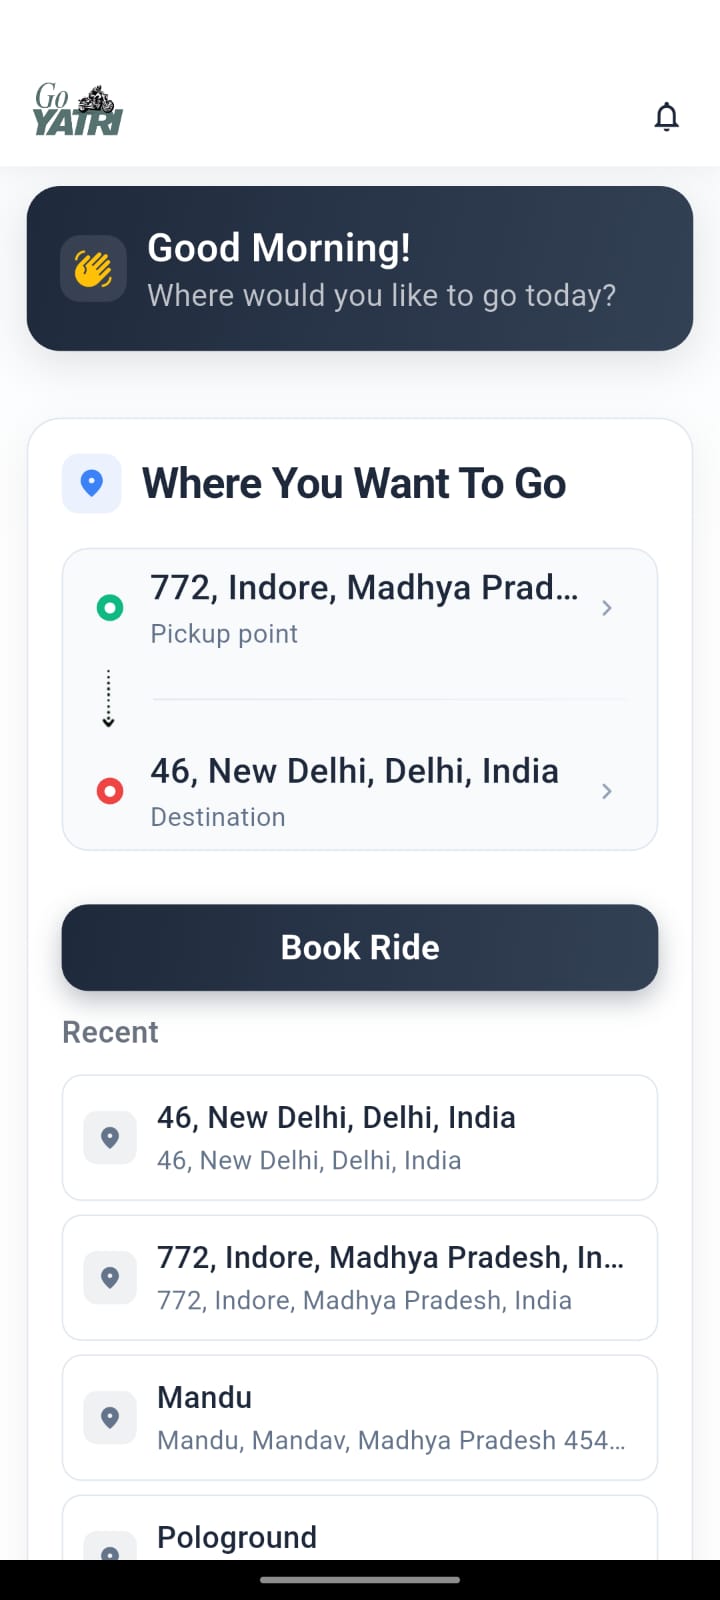 Go
YATRI
Good Morning!
Where would you like to go today?
Where You Want To Go
772, Indore, Madhya Prad...
Pickup point
46, New Delhi, Delhi, India
Destination
Book Ride
Recent
46, New Delhi, Delhi, India
46, New Delhi, Delhi, India
772, Indore, Madhya Pradesh, In...
772, Indore, Madhya Pradesh, India
Mandu
Mandu, Mandav, Madhya Pradesh 454...
Pologround